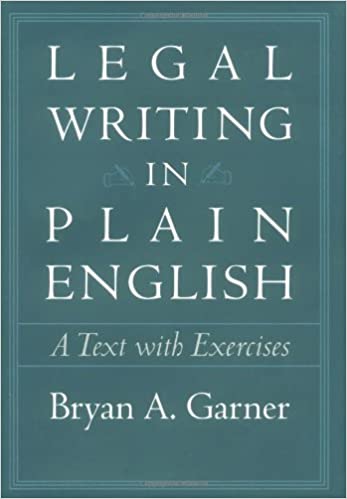 LEGAL
WRITING
IN
PLAIN
ENGLISH
A Text with Exercises
Bryan A. Garner